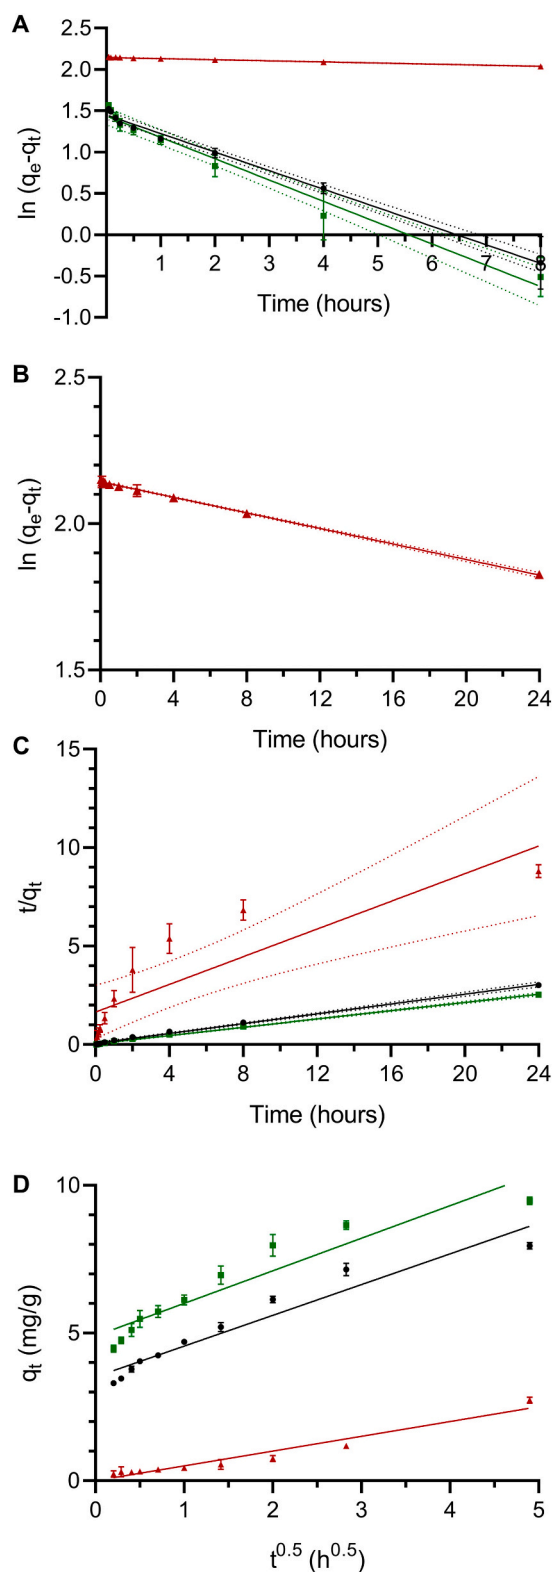 A
2.5
2.0
1.5
1.0
0.5
0.0
-0.5
-1.0
ln (qe-qt)
1 2 3 4 5 6 7 8
Time (hours)
B
2.5
2.0
1.5
ln (qe-qt)
0 4 8 12 16 20 24
Time (hours)
C
15
10
5
0
t/qt
0 4 8 12 16 20 24
Time (hours)
D
10
5
0
qt (mg/g)
0 1 2 3 4 5
t^0.5 (h^0.5)